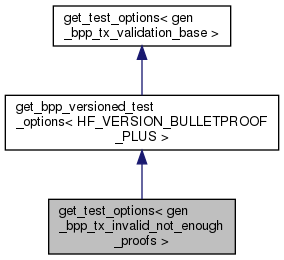 get_test_options< gen
_bpp_tx_validation_base >
get_bpp_versioned_test
_options< HF_VERSION_BULLETPROOF
_PLUS >
get_test_options< gen
_bpp_tx_invalid_not_enough
_proofs >